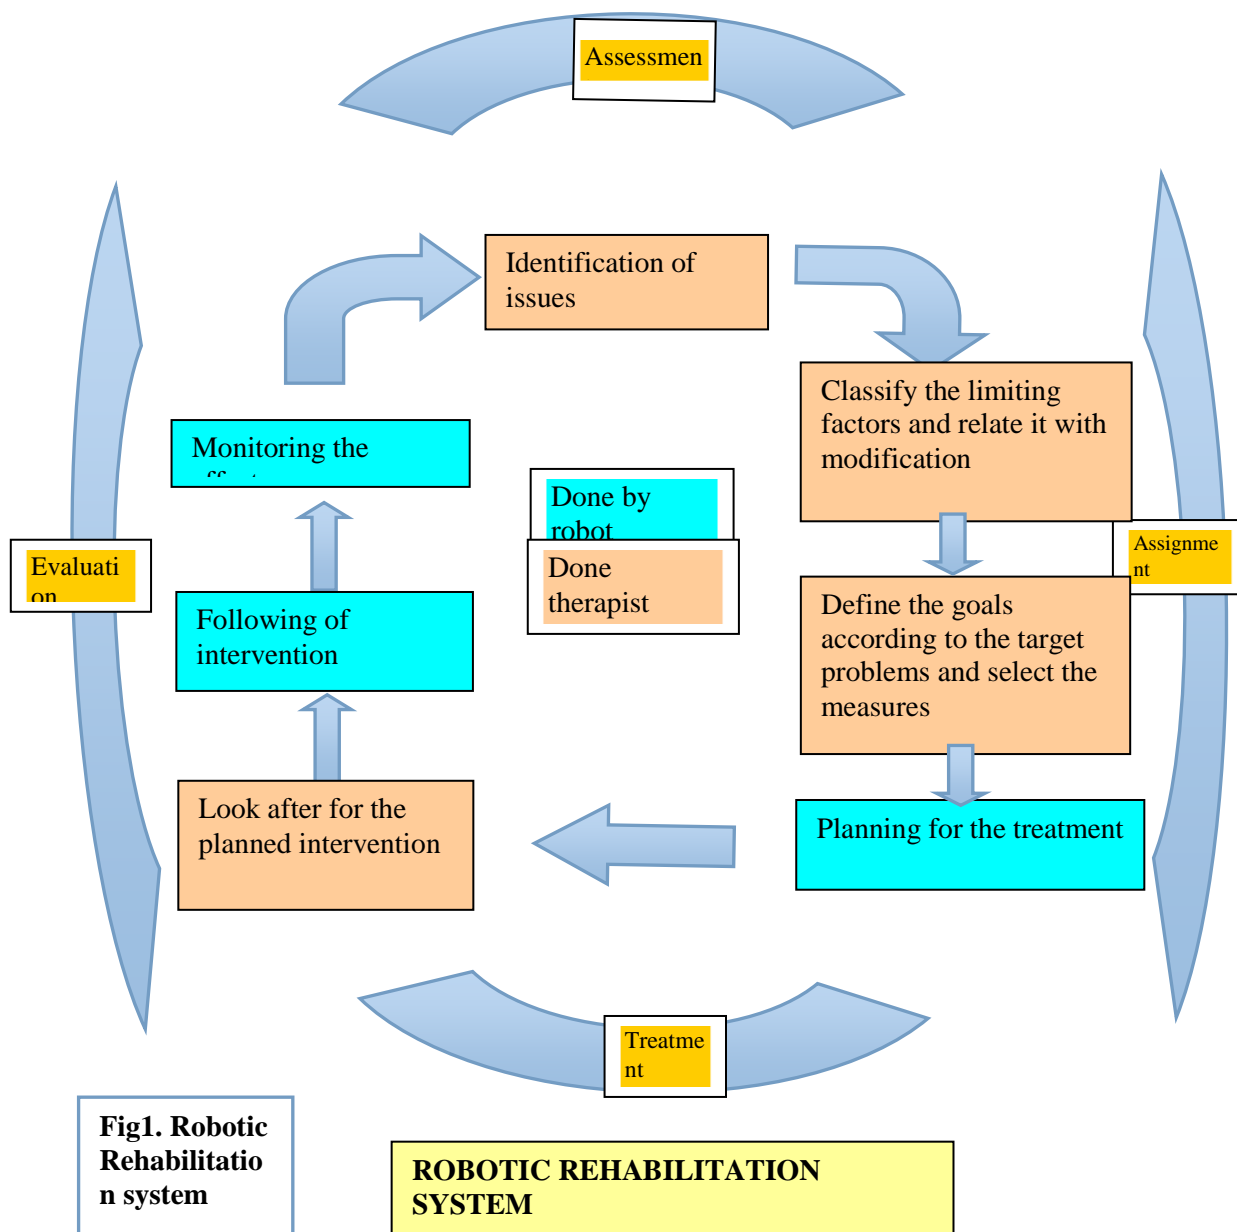 Assessmen
Identification of
issues
Classify the limiting
factors and relate it with
modification
Monitoring the
Done by
robot
Done
therapist
Evaluati
on
Assignme
nt
Following of
intervention
Define the goals
according to the target
problems and select the
measures
Look after for the
planned intervention
Planning for the treatment
Treatme
nt
Fig1. Robotic
Rehabilitatio
n system
ROBOTIC REHABILITATION
SYSTEM